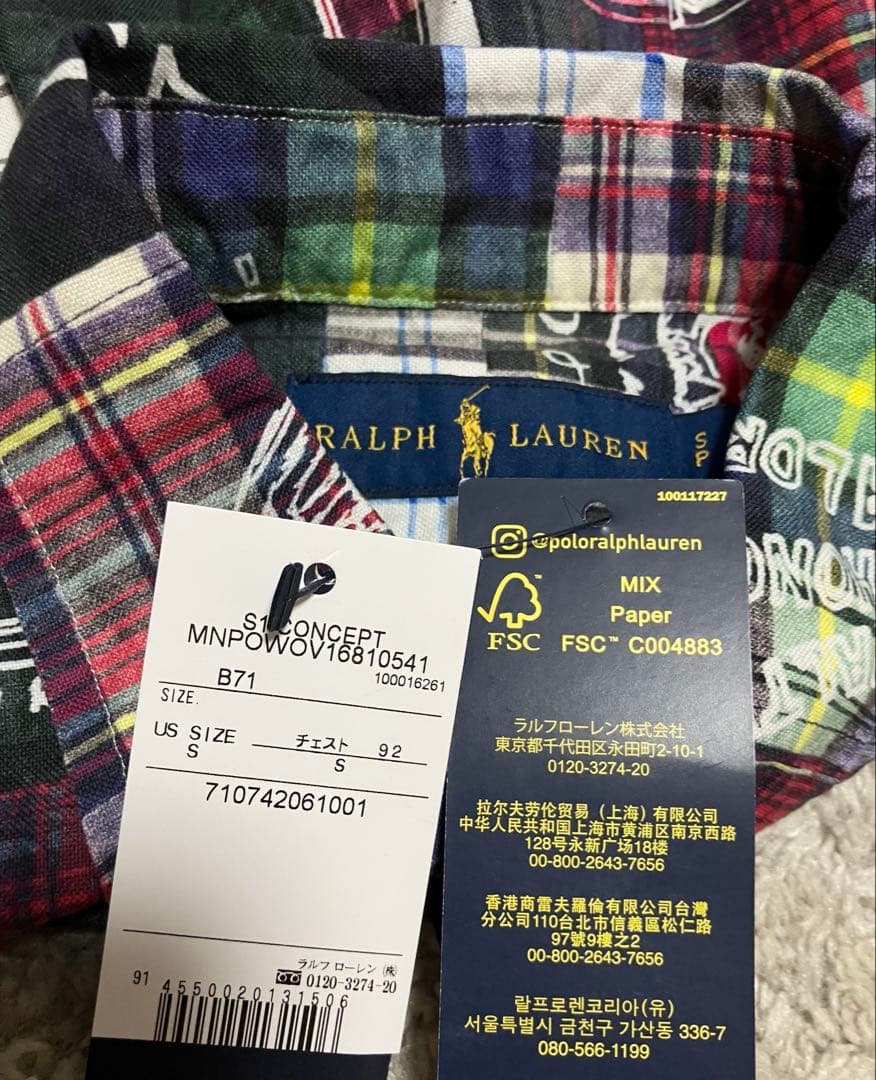 RALPH LAUREN
S
P
S1 CONCEPT
MNPOWOV16810541
100016261
B71
SIZE.
US SIZE チェスト 92
S S
710742061001
ラルフ ローレン (株)
0120-3274-20
91 4550020131506
100117227
@poloralphlauren
MIX
Paper
FSC FSC™ C004883
ラルフローレン株式会社
東京都千代田区永田町2-10-1
0120-3274-20
拉尔夫劳伦贸易（上海）有限公司
中华人民共和国上海市黄浦区南京西路
128号永新广场18楼
00-800-2643-7656
香港商雷夫羅倫有限公司台灣
分公司110台北市信義區松仁路
97號9樓之2
00-800-2643-7656
랄프로렌코리아(유)
서울특별시 금천구 가산동 336-7
080-566-1199